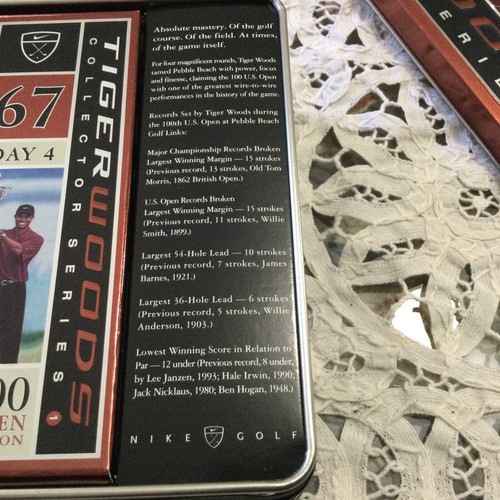 67
DAY 4
00
EN
ION
TIGER WOODS
COLLECTOR SERIES 1
Absolute mastery. Of the golf
course. Of the field. At times,
of the game itself.
For four magnificent rounds, Tiger Woods
tamed Pebble Beach with power, focus
and finesse, claiming the 100 U.S. Open
with one of the greatest wire-to-wire
performances in the history of the game.
Records Set by Tiger Woods during
the 100th U.S. Open at Pebble Beach
Golf Links:
Major Championship Records Broken
Largest Winning Margin — 15 strokes
(Previous record, 13 strokes, Old Tom
Morris, 1862 British Open.)
U.S. Open Records Broken
Largest Winning Margin — 15 strokes
(Previous record, 11 strokes, Willie
Smith, 1899.)
Largest 54-Hole Lead — 10 strokes
(Previous record, 7 strokes, James
Barnes, 1921.)
Largest 36-Hole Lead — 6 strokes
(Previous record, 5 strokes, Willie
Anderson, 1903.)
Lowest Winning Score in Relation to
Par — 12 under (Previous record, 8 under,
by Lee Janzen, 1993; Hale Irwin, 1990;
Jack Nicklaus, 1980; Ben Hogan, 1948.)
NIKE GOLF
SERI